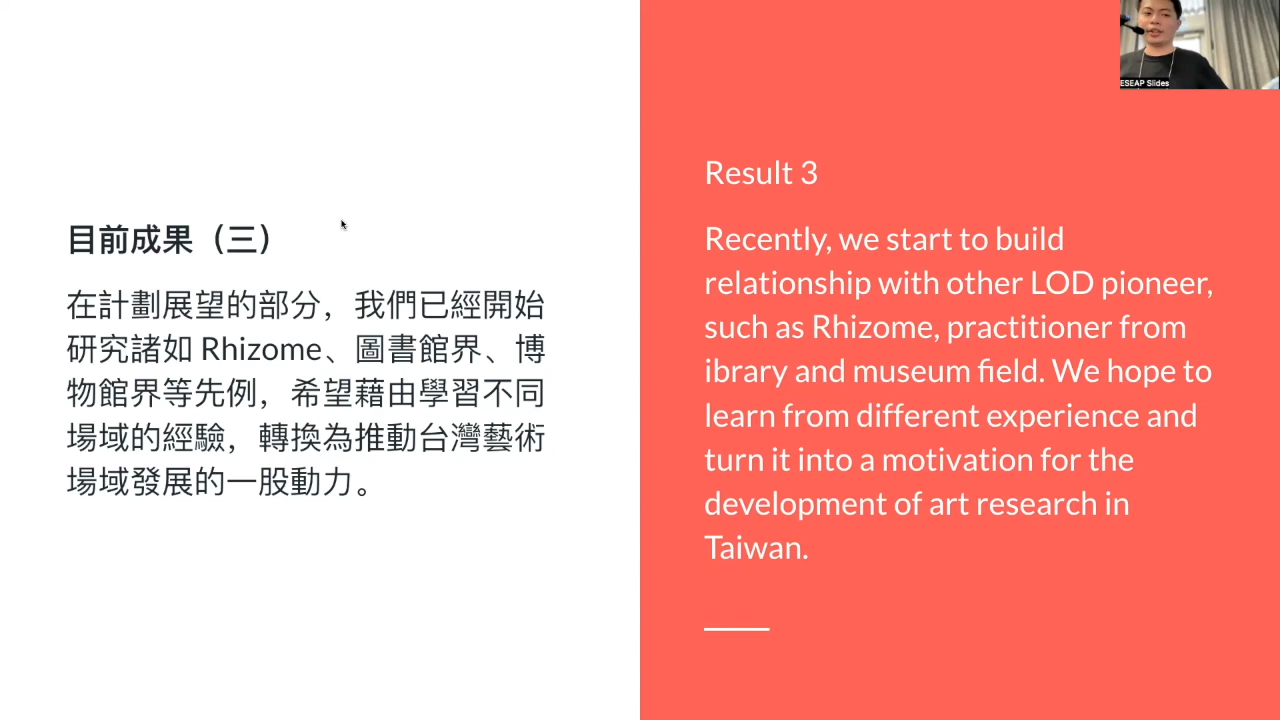 目前成果（三）
在計劃展望的部分，我們已經開始
研究諸如 Rhizome、圖書館界、博
物館界等先例，希望藉由學習不同
場域的經驗，轉換為推動台灣藝術
場域發展的一股動力。
Result 3
Recently, we start to build
relationship with other LOD pioneer,
such as Rhizome, practitioner from
ibrary and museum field. We hope to
learn from different experience and
turn it into a motivation for the
development of art research in
Taiwan.
ESEAP Slides